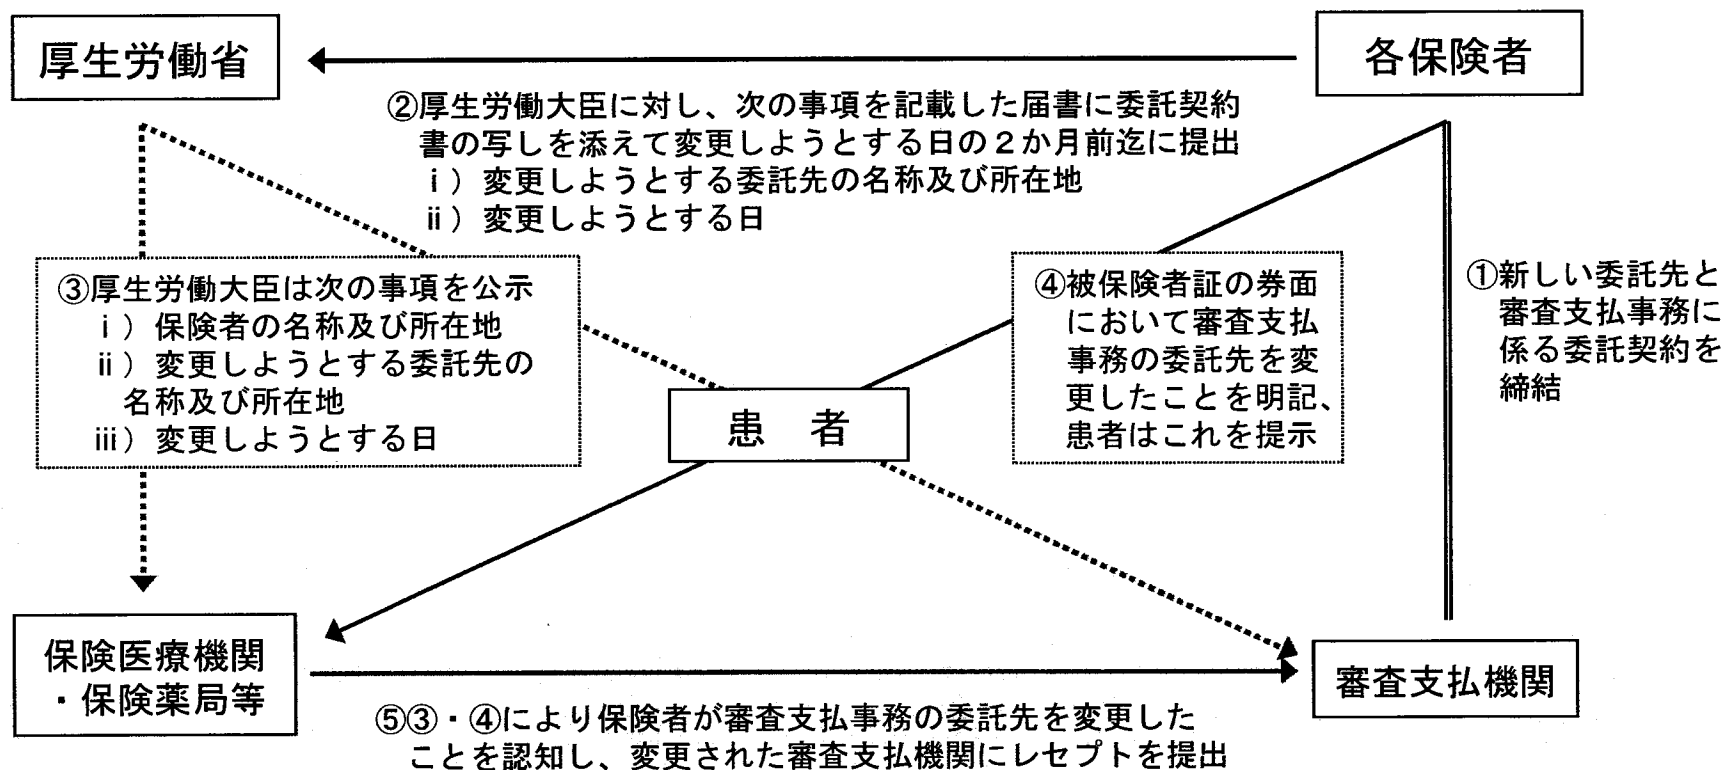 厚生労働省
各保険者
②厚生労働大臣に対し、次の事項を記載した届書に委託契約
書の写しを添えて変更しようとする日の２か月前迄に提出
ⅰ）変更しようとする委託先の名称及び所在地
ⅱ）変更しようとする日
③厚生労働大臣は次の事項を公示
ⅰ）保険者の名称及び所在地
ⅱ）変更しようとする委託先の
名称及び所在地
ⅲ）変更しようとする日
④被保険者証の券面
において審査支払
事務の委託先を変
更したことを明記、
患者はこれを提示
①新しい委託先と
審査支払事務に
係る委託契約を
締結
患　者
保険医療機関
・保険薬局等
審査支払機関
⑤③・④により保険者が審査支払事務の委託先を変更した
ことを認知し、変更された審査支払機関にレセプトを提出